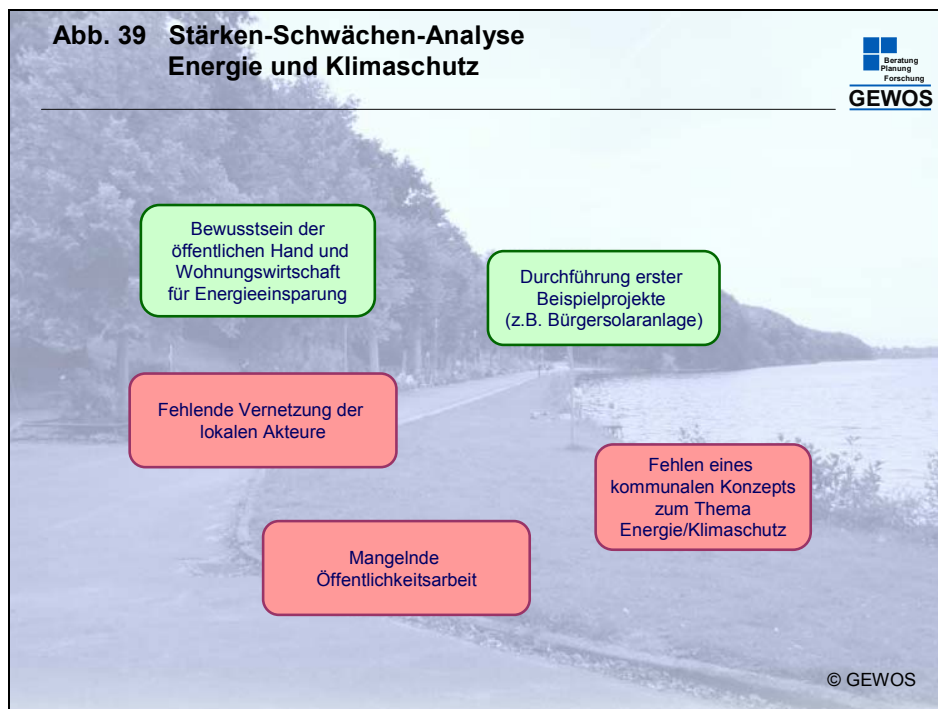 Abb. 39 Stärken-Schwächen-Analyse
Energie und Klimaschutz
Beratung
Planung
Forschung
GEWOS
Bewusstsein der
öffentlichen Hand und
Wohnungswirtschaft
für Energieeinsparung
Durchführung erster
Beispielprojekte
(z.B. Bürgersolaranlage)
Fehlende Vernetzung der
lokalen Akteure
Fehlen eines
kommunalen Konzepts
zum Thema
Energie/Klimaschutz
Mangelnde
Öffentlichkeitsarbeit
© GEWOS